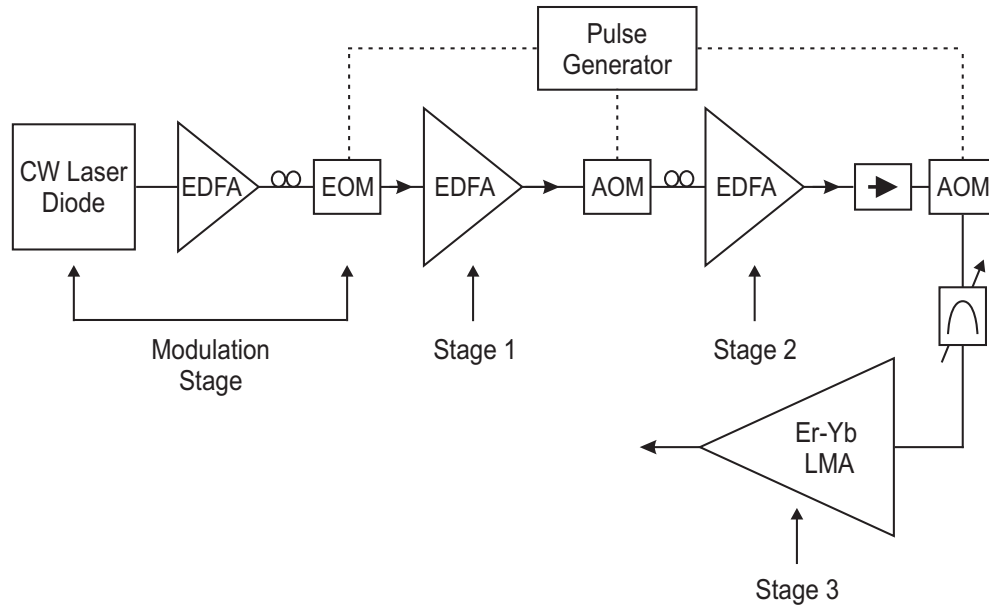 Pulse
Generator
CW Laser
Diode
EDFA
EOM
EDFA
AOM
EDFA
AOM
Modulation
Stage
Stage 1
Stage 2
Er-Yb
LMA
Stage 3